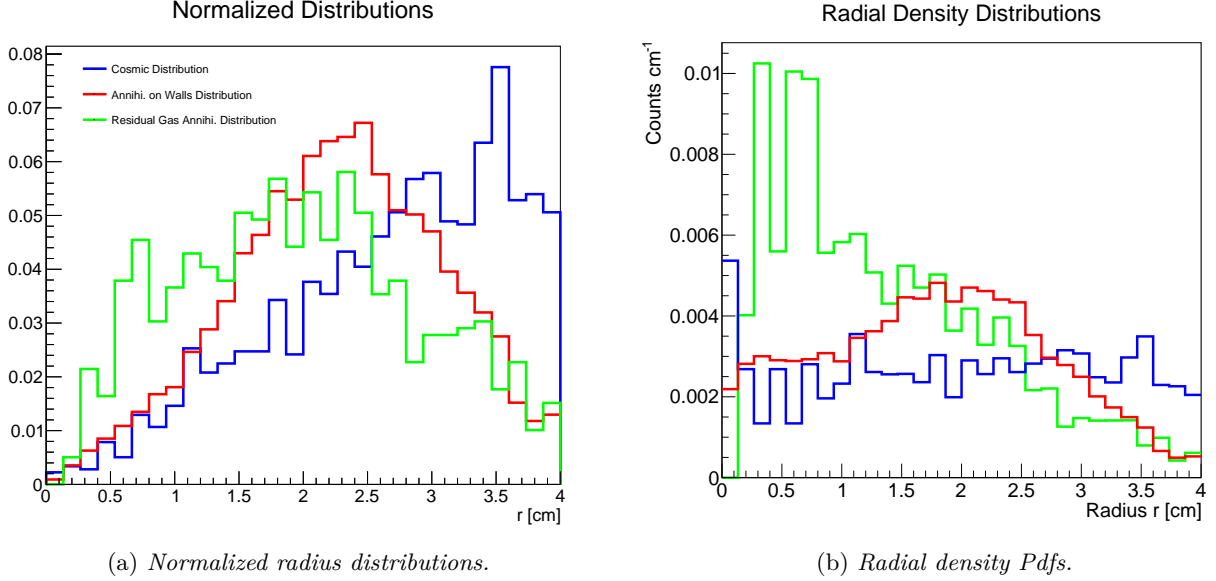 Normalized Distributions
0.08
0.07
0.06
0.05
0.04
0.03
0.02
0.01
0
Cosmic Distribution
Annihi. on Walls Distribution
Residual Gas Annihi. Distribution
0 0.5 1 1.5 2 2.5 3 3.5 4
r [cm]
(a) Normalized radius distributions.
Radial Density Distributions
Counts cm-1
0.01
0.008
0.006
0.004
0.002
0
0 0.5 1 1.5 2 2.5 3 3.5 4
Radius r [cm]
(b) Radial density Pdfs.